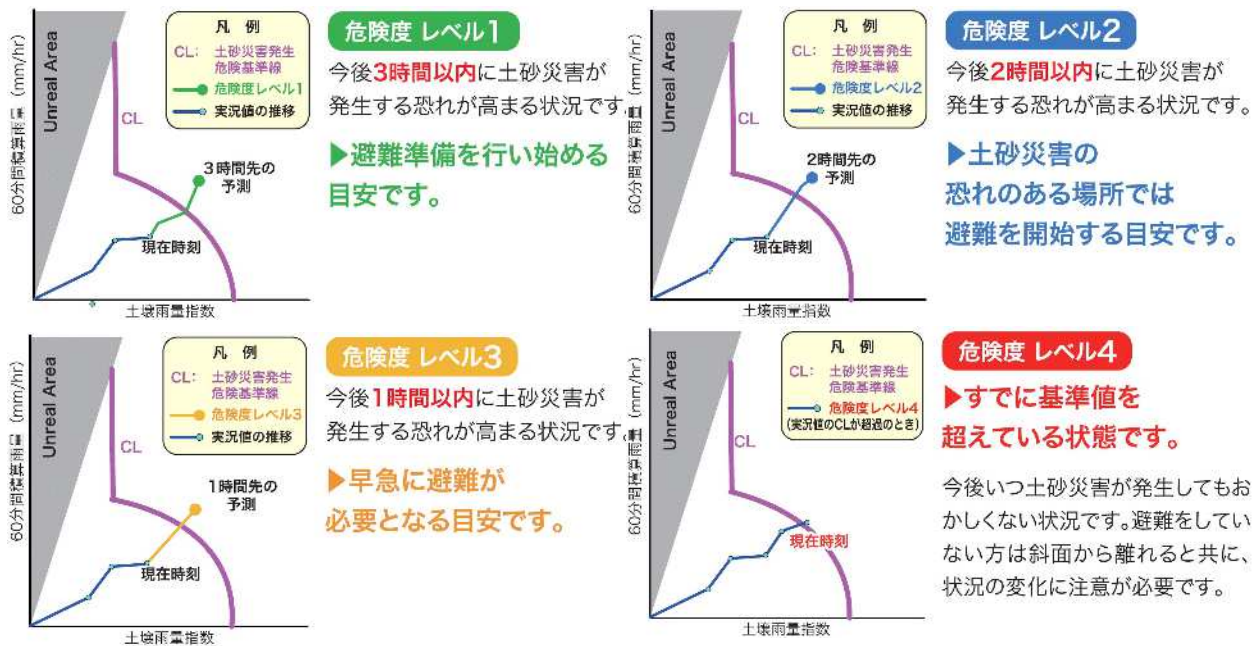 60分間積算雨量 (mm/hr)
Unreal Area
CL
凡 例
CL: 土砂災害発生
危険基準線
危険度レベル1
実況値の推移
3時間先の
予測
現在時刻
土壌雨量指数
危険度 レベル1
今後3時間以内に土砂災害が
発生する恐れが高まる状況です。
▶避難準備を行い始める
目安です。
60分間積算雨量 (mm/hr)
Unreal Area
CL
凡 例
CL: 土砂災害発生
危険基準線
危険度レベル2
実況値の推移
2時間先の
予測
現在時刻
土壌雨量指数
危険度 レベル2
今後2時間以内に土砂災害が
発生する恐れが高まる状況です。
▶土砂災害の
恐れのある場所では
避難を開始する目安です。
60分間積算雨量 (mm/hr)
Unreal Area
CL
凡 例
CL: 土砂災害発生
危険基準線
危険度レベル3
実況値の推移
1時間先の
予測
現在時刻
土壌雨量指数
危険度 レベル3
今後1時間以内に土砂災害が
発生する恐れが高まる状況です。
▶早急に避難が
必要となる目安です。
60分間積算雨量 (mm/hr)
Unreal Area
CL
凡 例
CL: 土砂災害発生
危険基準線
危険度レベル4
(実況値のCLが超過のとき)
現在時刻
土壌雨量指数
危険度 レベル4
▶すでに基準値を
超えている状態です。
今後いつ土砂災害が発生してもお
かしくない状況です。避難をしてい
ない方は斜面から離れると共に、
状況の変化に注意が必要です。